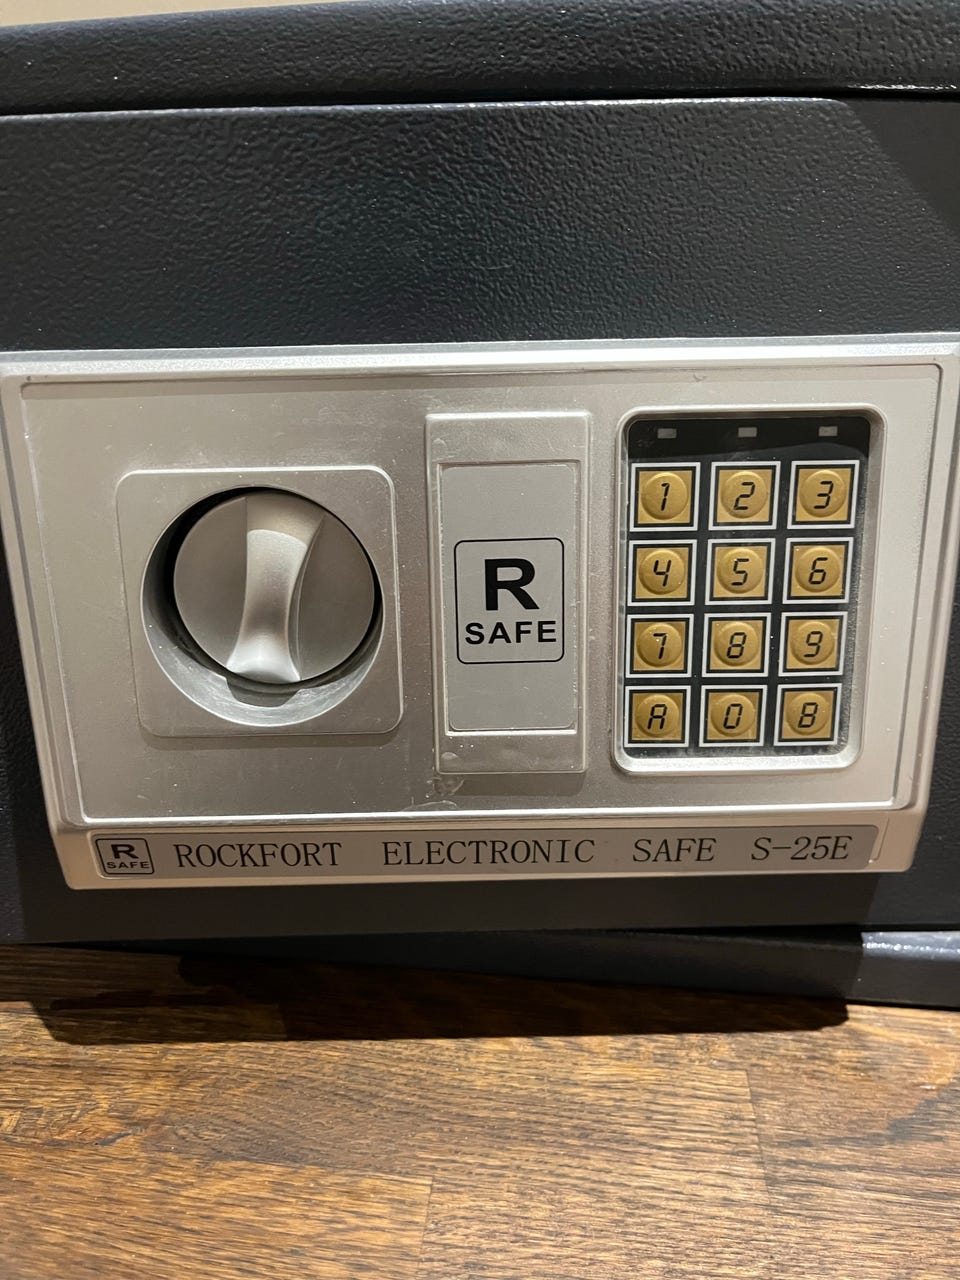 R
SAFE
1 2 3
4 5 6
7 8 9
A 0 B
R
SAFE
ROCKFORT ELECTRONIC SAFE S-25E